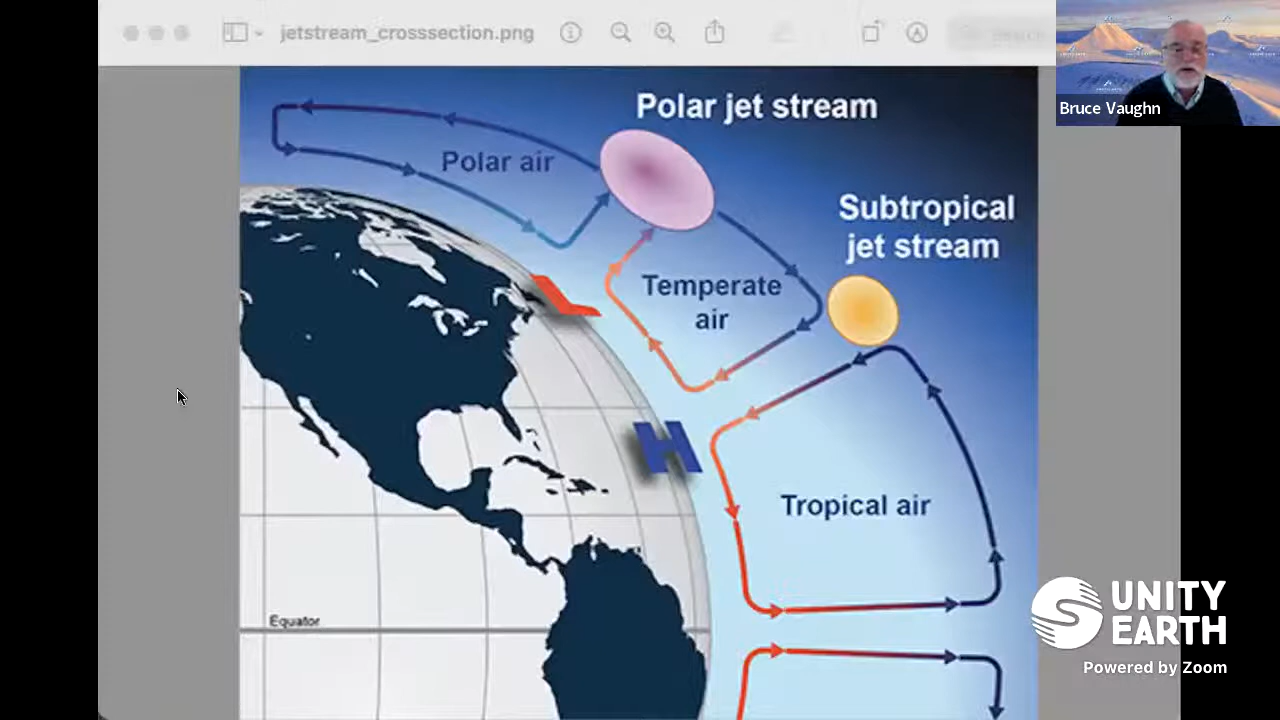 jetstream_crosssection.png
Bruce Vaughn
Polar jet stream
Polar air
Subtropical
jet stream
Temperate
air
H
Tropical air
Equator
UNITY
EARTH
Powered by Zoom